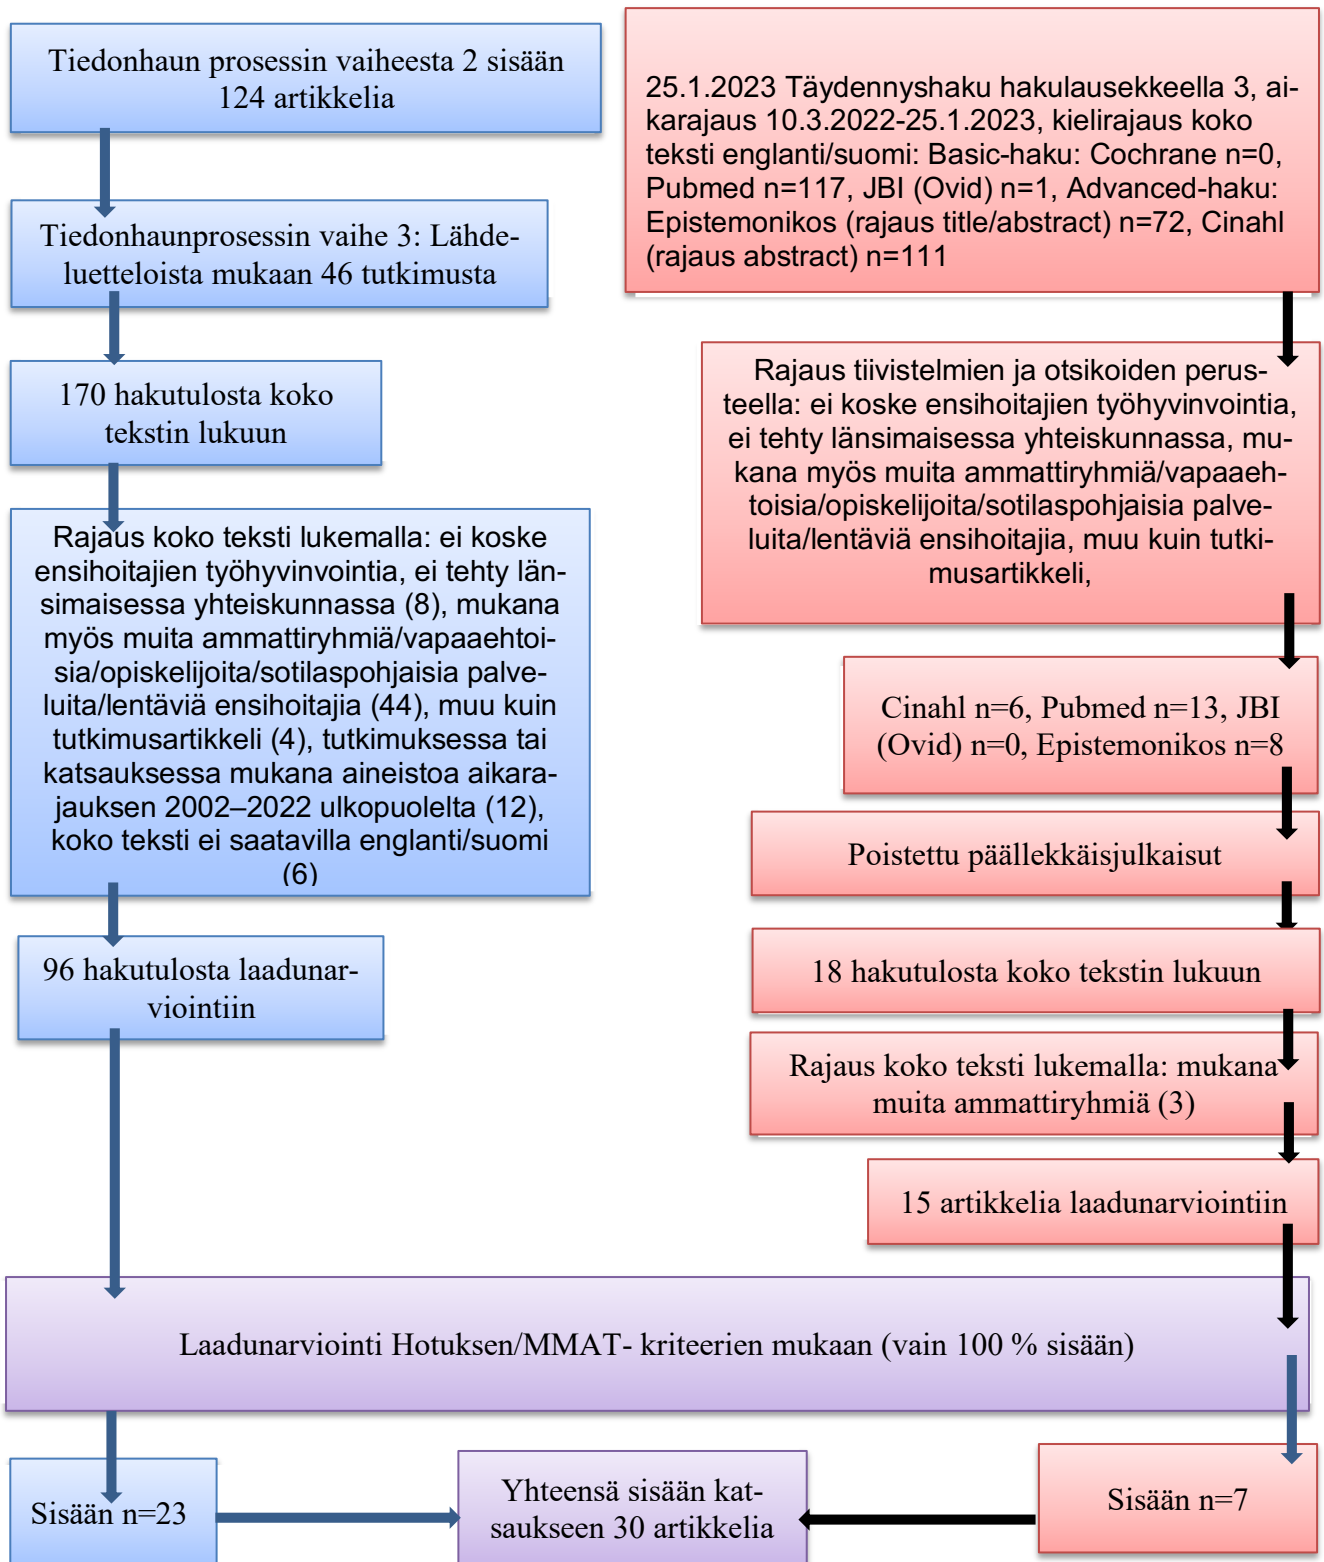 Tiedonhaun prosessin vaiheesta 2 sisään
124 artikkelia
Tiedonhaunprosessin vaihe 3: Lähde-
luetteloista mukaan 46 tutkimusta
170 hakutulosta koko
tekstin lukuun
Rajaus koko teksti lukemalla: ei koske
ensihoitajien työhyvinvointia, ei tehty län-
simaisessa yhteiskunnassa (8), mukana
myös muita ammattiryhmiä/vapaaehtoi-
sia/opiskelijoita/sotilaspohjaisia palve-
luita/lentäviä ensihoitajia (44), muu kuin
tutkimusartikkeli (4), tutkimuksessa tai
katsauksessa mukana aineistoa aikara-
jauksen 2002–2022 ulkopuolelta (12),
koko teksti ei saatavilla englanti/suomi
(6)
96 hakutulosta laadunar-
viointiin
25.1.2023 Täydennyshaku hakulausekkeella 3, ai-
karajaus 10.3.2022-25.1.2023, kielirajaus koko
teksti englanti/suomi: Basic-haku: Cochrane n=0,
Pubmed n=117, JBI (Ovid) n=1, Advanced-haku:
Epistemonikos (rajaus title/abstract) n=72, Cinahl
(rajaus abstract) n=111
Rajaus tiivistelmien ja otsikoiden perus-
teella: ei koske ensihoitajien työhyvinvointia,
ei tehty länsimaisessa yhteiskunnassa, mu-
kana myös muita ammattiryhmiä/vapaaeh-
toisia/opiskelijoita/sotilaspohjaisia palve-
luita/lentäviä ensihoitajia, muu kuin tutki-
musartikkeli,
Cinahl n=6, Pubmed n=13, JBI
(Ovid) n=0, Epistemonikos n=8
Poistettu päällekkäisjulkaisut
18 hakutulosta koko tekstin lukuun
Rajaus koko teksti lukemalla: mukana
muita ammattiryhmiä (3)
15 artikkelia laadunarviointiin
Laadunarviointi Hotuksen/MMAT- kriteerien mukaan (vain 100 % sisään)
Sisään n=23
Yhteensä sisään kat-
saukseen 30 artikkelia
Sisään n=7